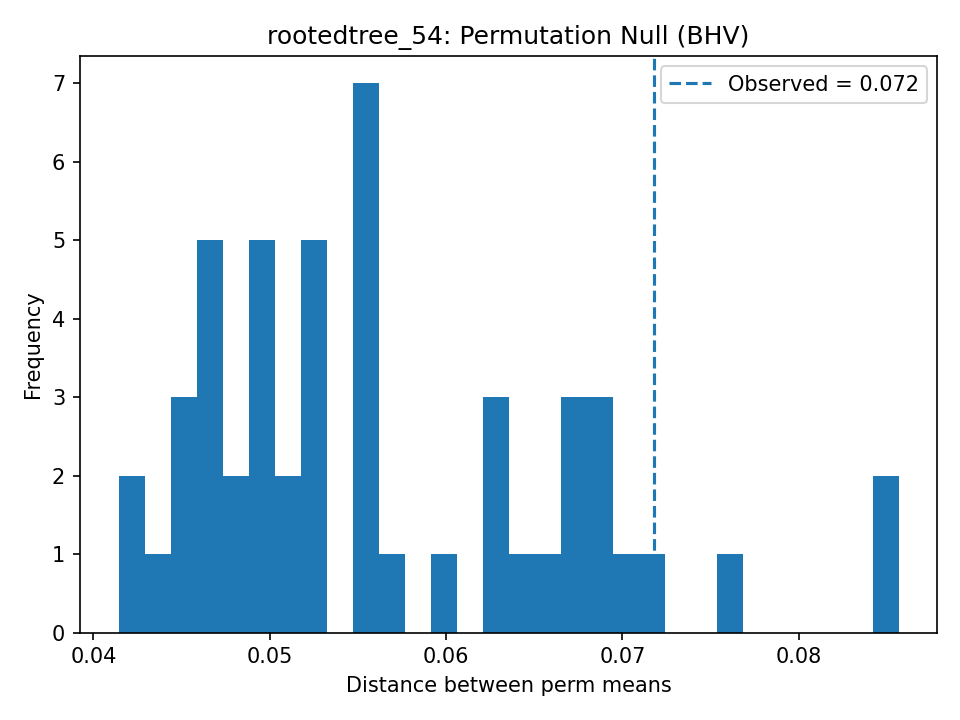 rootedtree_54: Permutation Null (BHV)
Observed = 0.072
7
6
5
4
3
2
1
0
Frequency
0.04 0.05 0.06 0.07 0.08
Distance between perm means